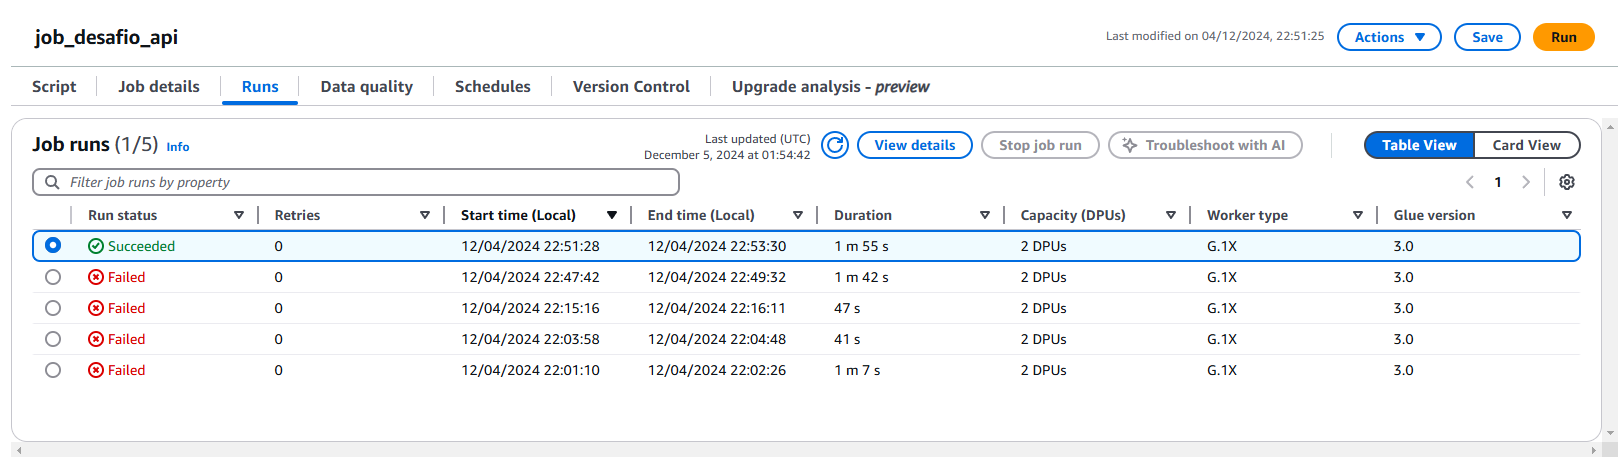 job_desafio_api
Last modified on 04/12/2024, 22:51:25
Actions
Save
Run
Script
Job details
Runs
Data quality
Schedules
Version Control
Upgrade analysis - preview
Job runs (1/5) Info
Last updated (UTC)
December 5, 2024 at 01:54:42
View details
Stop job run
Troubleshoot with AI
Table View
Card View
Filter job runs by property
1
Run status Retries Start time (Local) End time (Local) Duration Capacity (DPUs) Worker type Glue version
Succeeded 0 12/04/2024 22:51:28 12/04/2024 22:53:30 1 m 55 s 2 DPUs G.1X 3.0
Failed 0 12/04/2024 22:47:42 12/04/2024 22:49:32 1 m 42 s 2 DPUs G.1X 3.0
Failed 0 12/04/2024 22:15:16 12/04/2024 22:16:11 47 s 2 DPUs G.1X 3.0
Failed 0 12/04/2024 22:03:58 12/04/2024 22:04:48 41 s 2 DPUs G.1X 3.0
Failed 0 12/04/2024 22:01:10 12/04/2024 22:02:26 1 m 7 s 2 DPUs G.1X 3.0